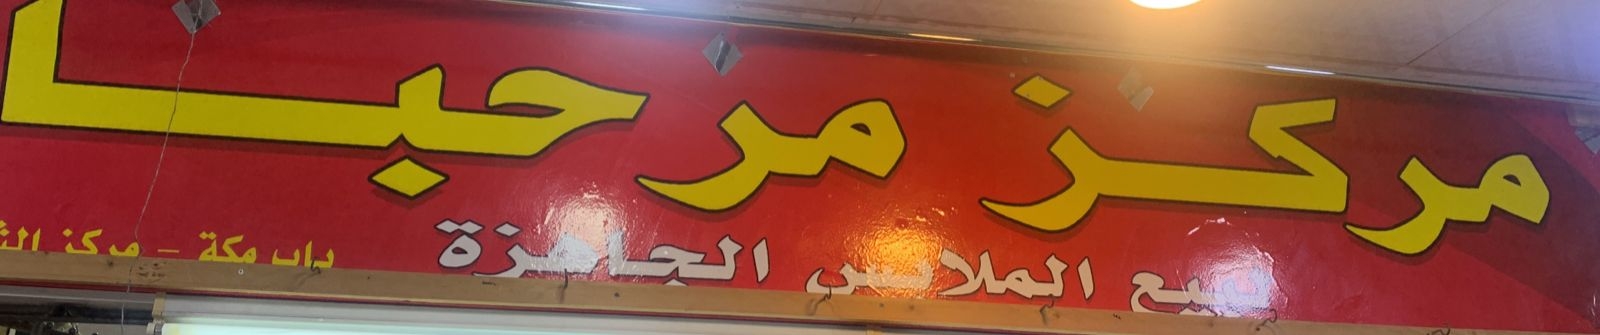 مركز مرحبا
لبيع الملابس الجاهزة
باب مكة - مركز